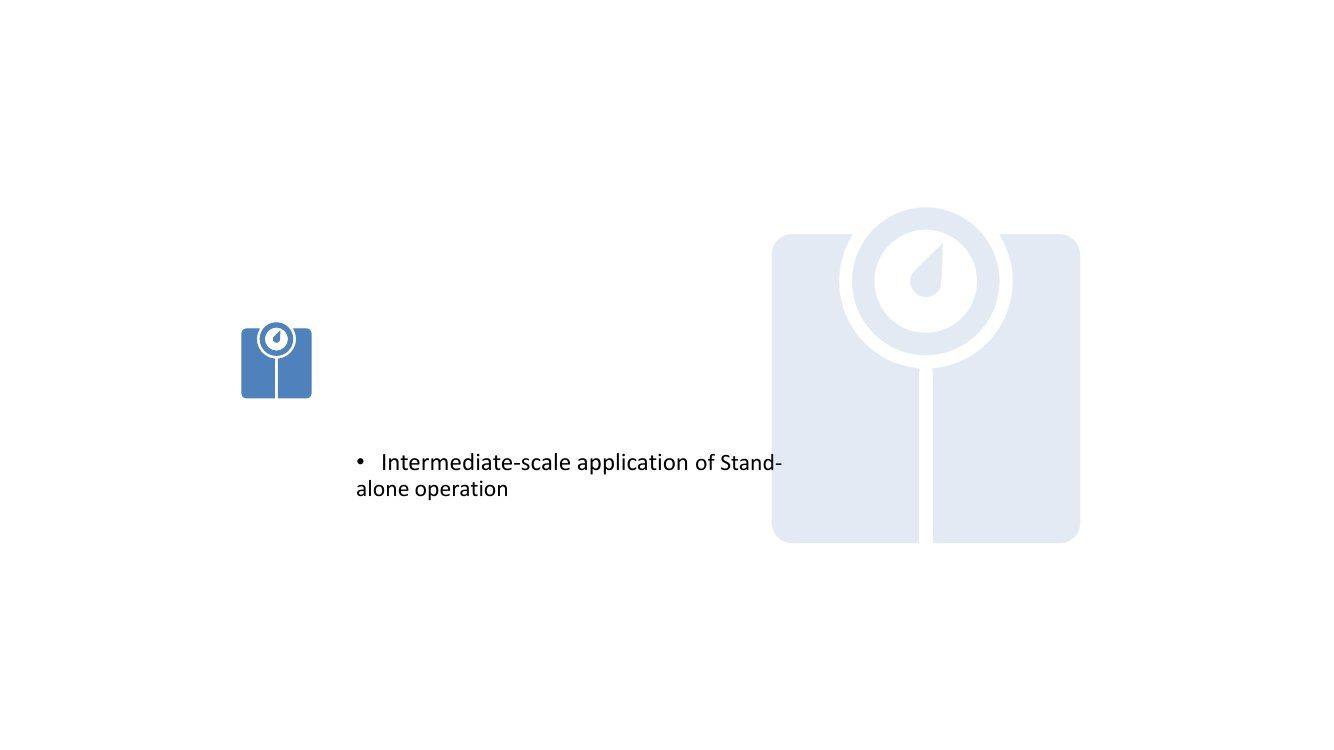 • Intermediate-scale application of Stand-
alone operation